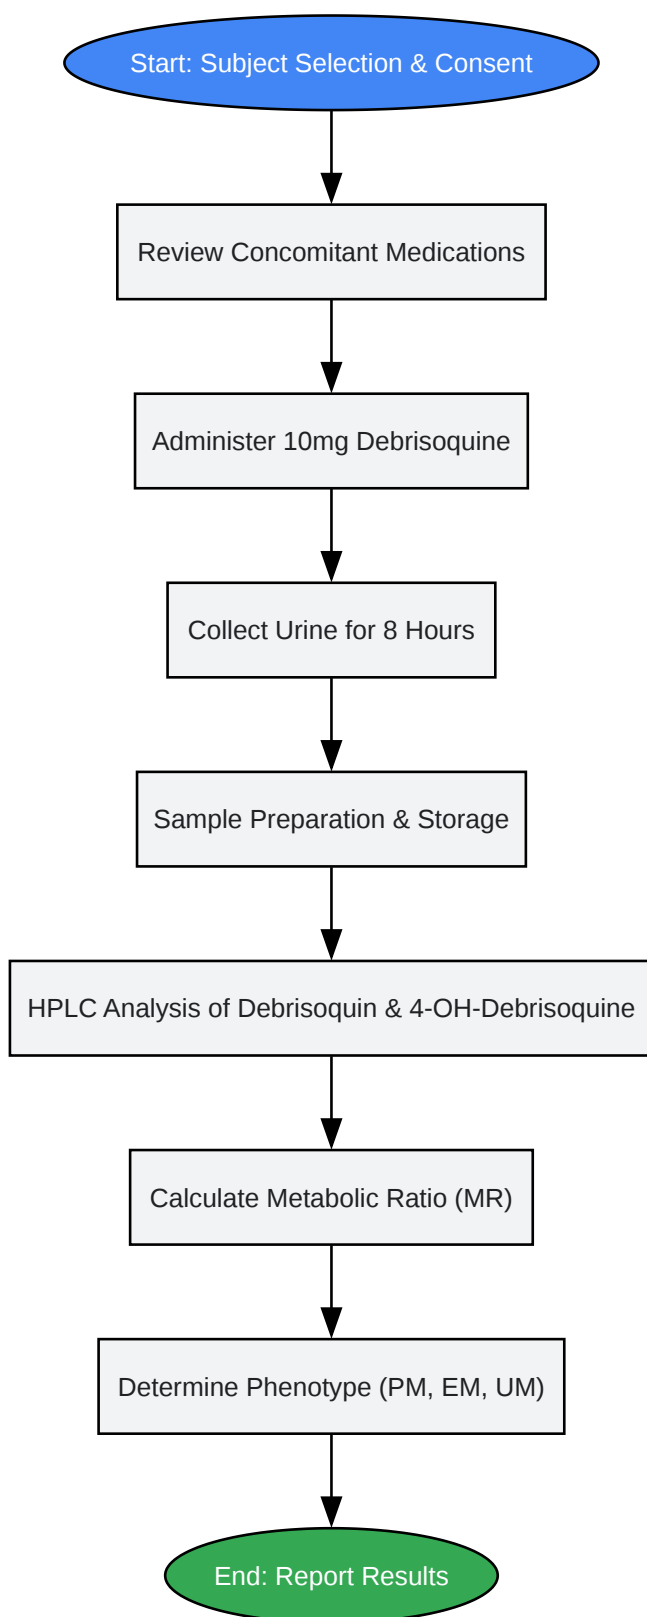 Start: Subject Selection & Consent
Review Concomitant Medications
Administer 10mg Debrisoquine
Collect Urine for 8 Hours
Sample Preparation & Storage
HPLC Analysis of Debrisoquin & 4-OH-Debrisoquine
Calculate Metabolic Ratio (MR)
Determine Phenotype (PM, EM, UM)
End: Report Results